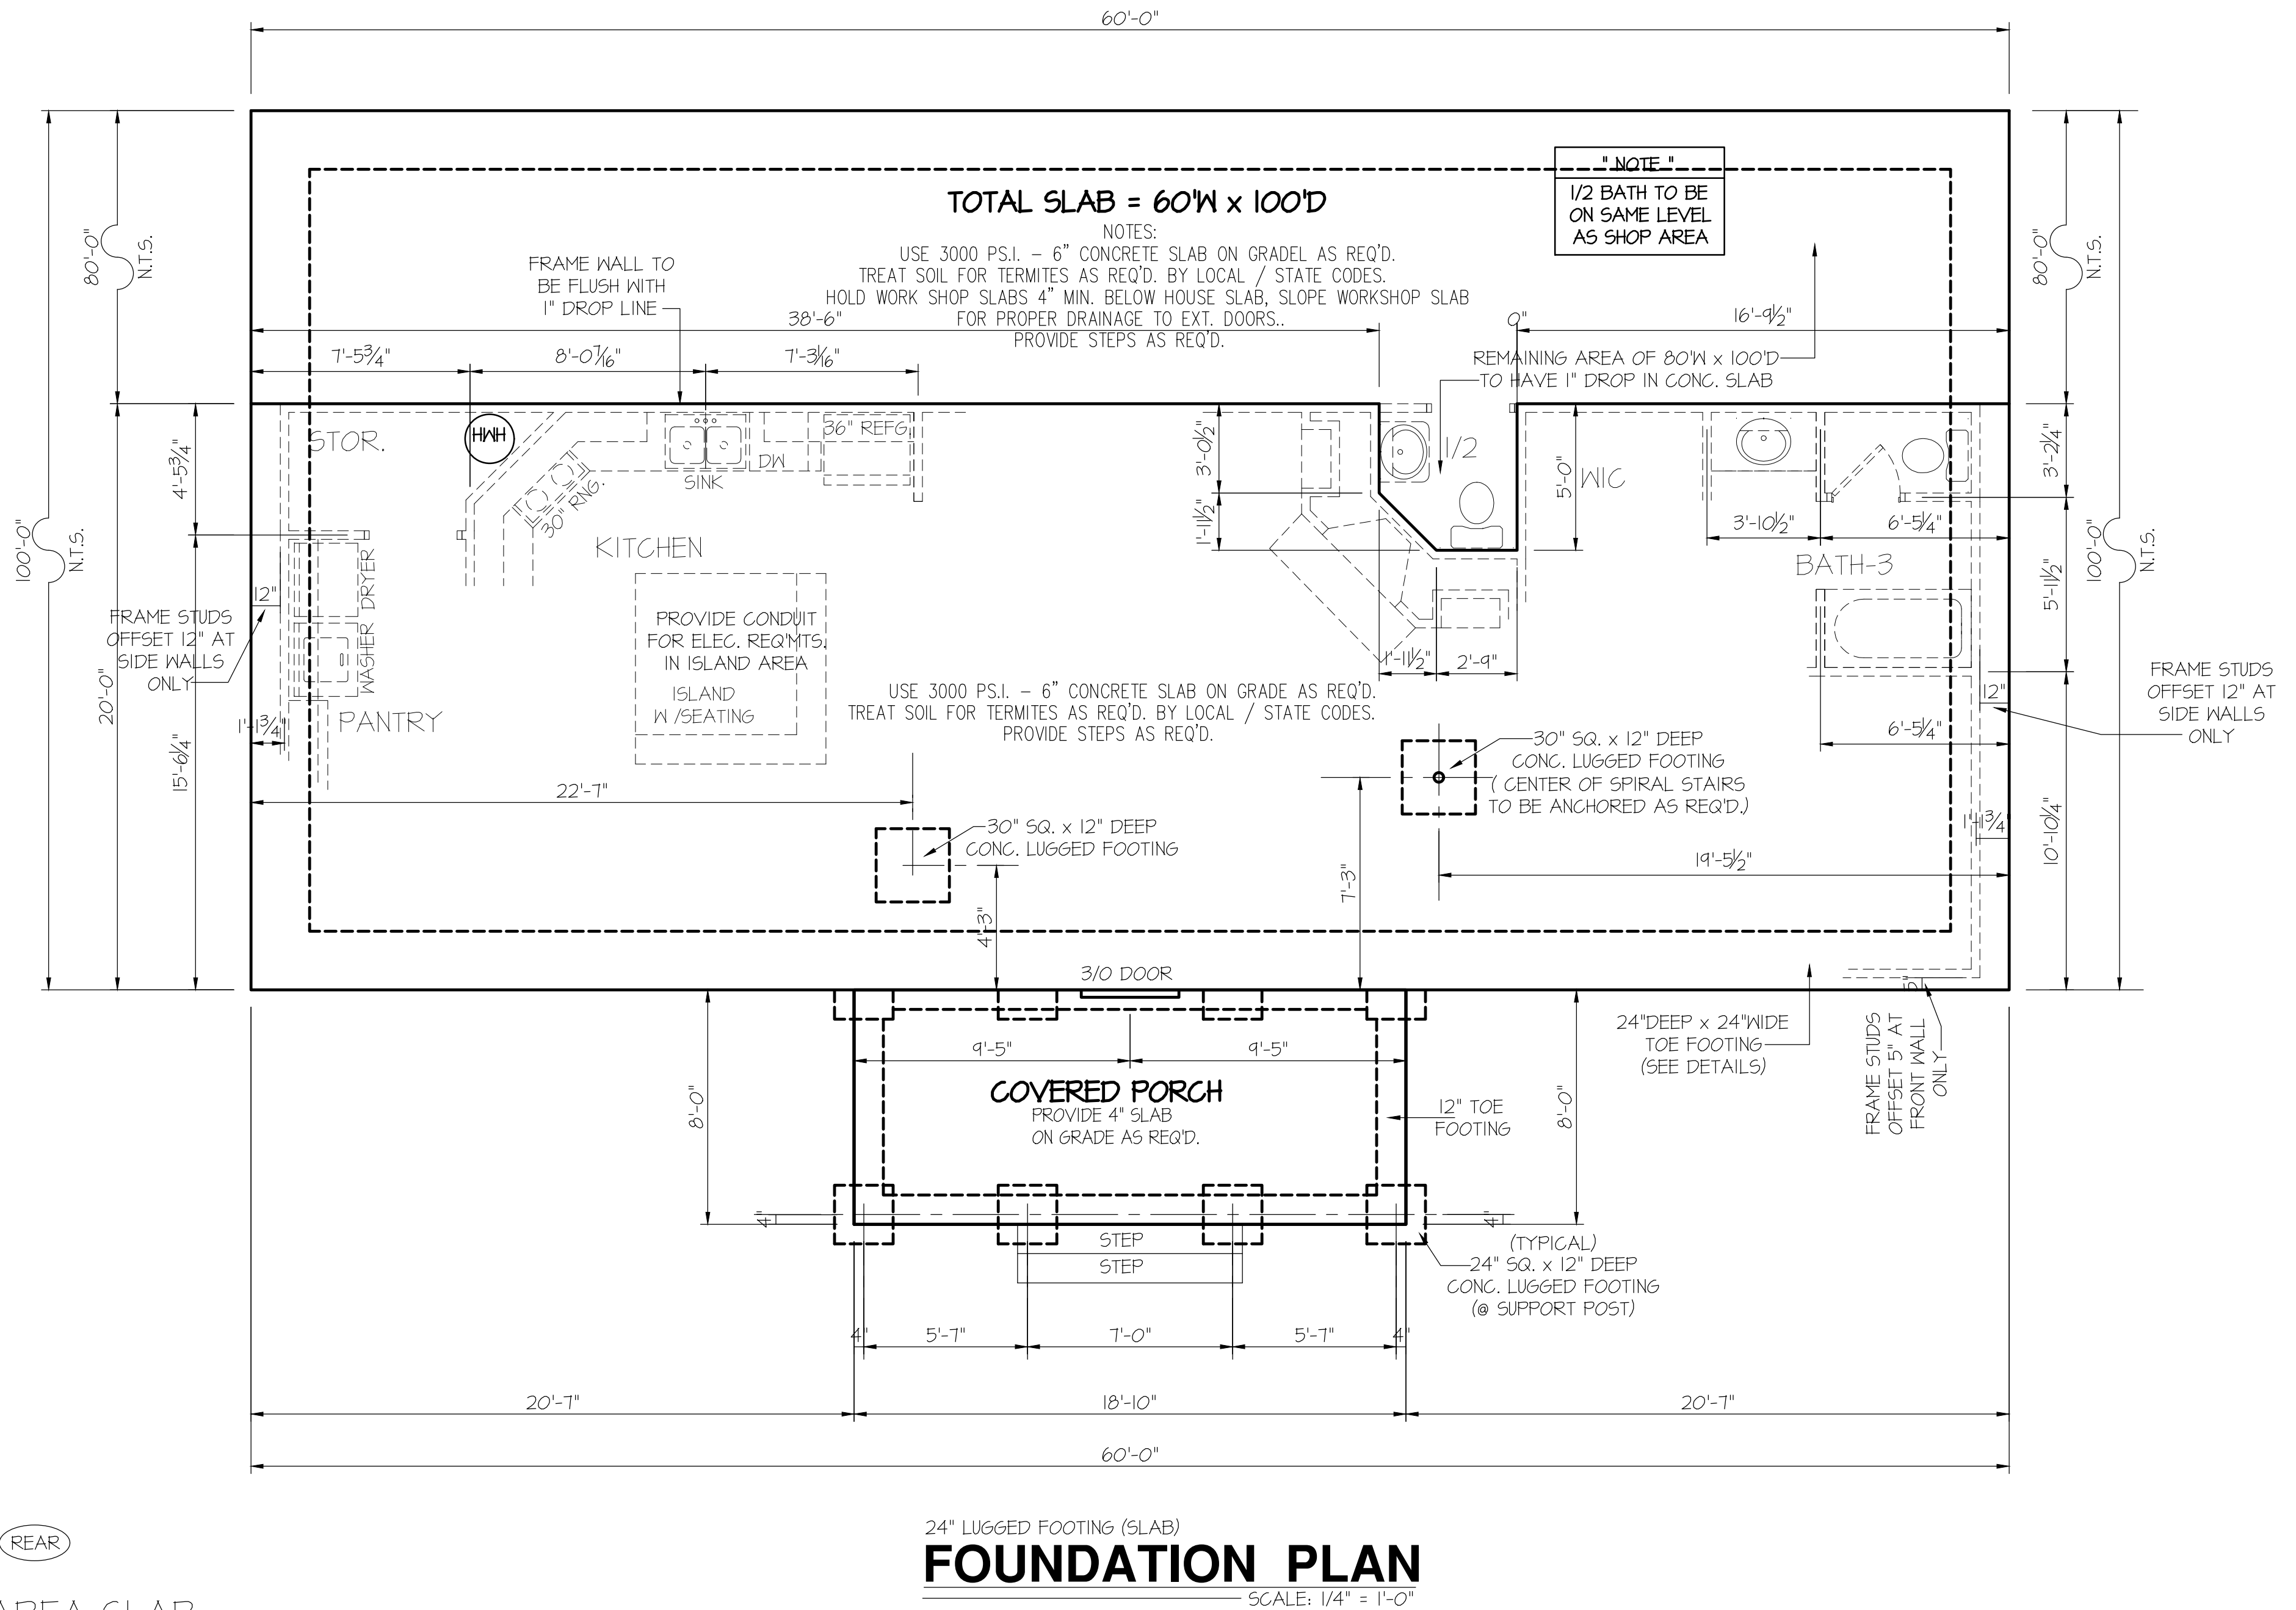 60'-0"
TOTAL SLAB = 60'W x 100'D
NOTES:
USE 3000 P.S.I. - 6" CONCRETE SLAB ON GRADEL AS REQ'D.
TREAT SOIL FOR TERMITES AS REQ'D. BY LOCAL / STATE CODES.
HOLD WORK SHOP SLABS 4" MIN. BELOW HOUSE SLAB, SLOPE WORKSHOP SLAB
FOR PROPER DRAINAGE TO EXT. DOORS..
PROVIDE STEPS AS REQ'D.
" NOTE "
1/2 BATH TO BE
ON SAME LEVEL
AS SHOP AREA
FRAME WALL TO
BE FLUSH WITH
1" DROP LINE
80'-0"
N.T.S.
80'-0"
N.T.S.
38'-6"
0"
16'-9½"
7'-5¾"
8'-0⁷⁄₁₆"
7'-3⁄16"
REMAINING AREA OF 80'W x 100'D
TO HAVE 1" DROP IN CONC. SLAB
STOR.
HWH
36" REFG.
DW
SINK
30" RNG.
KITCHEN
1/2
WIC
BATH-3
4'-5¾"
3'-0½"
1'-11½"
5'-0"
3'-2¼"
3'-10½"
6'-5¼"
5'-11½"
100'-0"
N.T.S.
100'-0"
N.T.S.
12"
FRAME STUDS
OFFSET 12" AT
SIDE WALLS
ONLY
DRYER
WASHER
PANTRY
PROVIDE CONDUIT
FOR ELEC. REQ'MTS.
IN ISLAND AREA
ISLAND
W /SEATING
1'-11½"
2'-9"
12"
FRAME STUDS
OFFSET 12" AT
SIDE WALLS
ONLY
USE 3000 P.S.I. - 6" CONCRETE SLAB ON GRADE AS REQ'D.
TREAT SOIL FOR TERMITES AS REQ'D. BY LOCAL / STATE CODES.
PROVIDE STEPS AS REQ'D.
20'-0"
1'-1¾"
15'-6¼"
6'-5¼"
30" SQ. x 12" DEEP
CONC. LUGGED FOOTING
( CENTER OF SPIRAL STAIRS
TO BE ANCHORED AS REQ'D.)
22'-7"
30" SQ. x 12" DEEP
CONC. LUGGED FOOTING
1'-1¾"
10'-10¼"
19'-5½"
7'-3"
4'-3"
3/0 DOOR
5"
24"DEEP x 24"WIDE
TOE FOOTING
(SEE DETAILS)
FRAME STUDS
OFFSET 5" AT
FRONT WALL
ONLY
9'-5"
9'-5"
8'-0"
8'-0"
COVERED PORCH
PROVIDE 4" SLAB
ON GRADE AS REQ'D.
12" TOE
FOOTING
4"
4"
STEP
STEP
(TYPICAL)
24" SQ. x 12" DEEP
CONC. LUGGED FOOTING
(@ SUPPORT POST)
4"
5'-7"
7'-0"
5'-7"
4"
20'-7"
18'-10"
20'-7"
60'-0"
24" LUGGED FOOTING (SLAB)
FOUNDATION PLAN
SCALE: 1/4" = 1'-0"
REAR